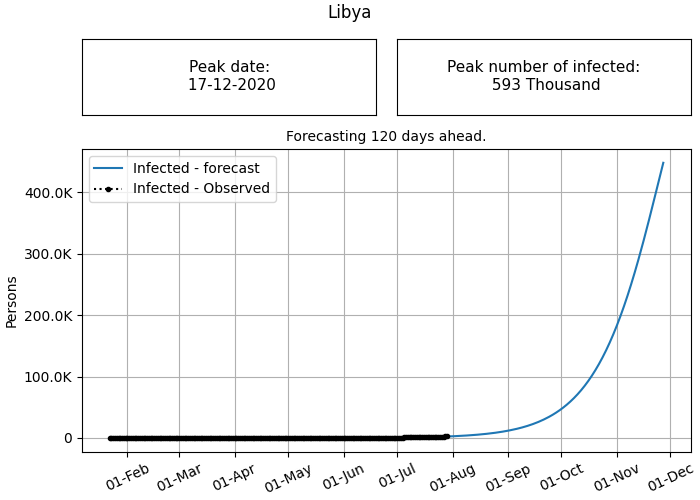 Libya
Peak date:
17-12-2020
Peak number of infected:
593 Thousand
Forecasting 120 days ahead.
Infected - forecast
Infected - Observed
Persons
400.0K
300.0K
200.0K
100.0K
0
01-Feb
01-Mar
01-Apr
01-May
01-Jun
01-Jul
01-Aug
01-Sep
01-Oct
01-Nov
01-Dec